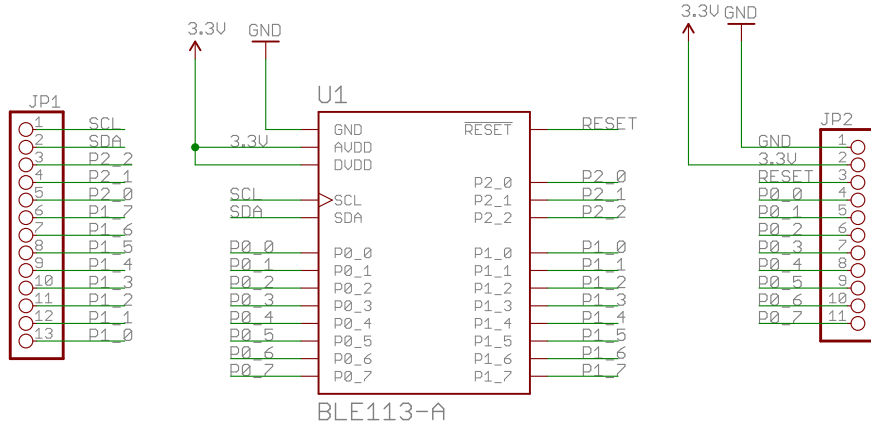 3.3V GND
3.3V GND
JP1
U1
JP2
1 SCL
2 SDA
3 P2_2
4 P2_1
5 P2_0
6 P1_7
7 P1_6
8 P1_5
9 P1_4
10 P1_3
11 P1_2
12 P1_1
13 P1_0
3.3V
SCL
SDA
P0_0
P0_1
P0_2
P0_3
P0_4
P0_5
P0_6
P0_7
GND
AVDD
DVDD
SCL
SDA
P0_0
P0_1
P0_2
P0_3
P0_4
P0_5
P0_6
P0_7
RESET
P2_0
P2_1
P2_2
P1_0
P1_1
P1_2
P1_3
P1_4
P1_5
P1_6
P1_7
RESET
P2_0
P2_1
P2_2
P1_0
P1_1
P1_2
P1_3
P1_4
P1_5
P1_6
P1_7
BLE113-A
GND 1
3.3V 2
RESET 3
P0_0 4
P0_1 5
P0_2 6
P0_3 7
P0_4 8
P0_5 9
P0_6 10
P0_7 11